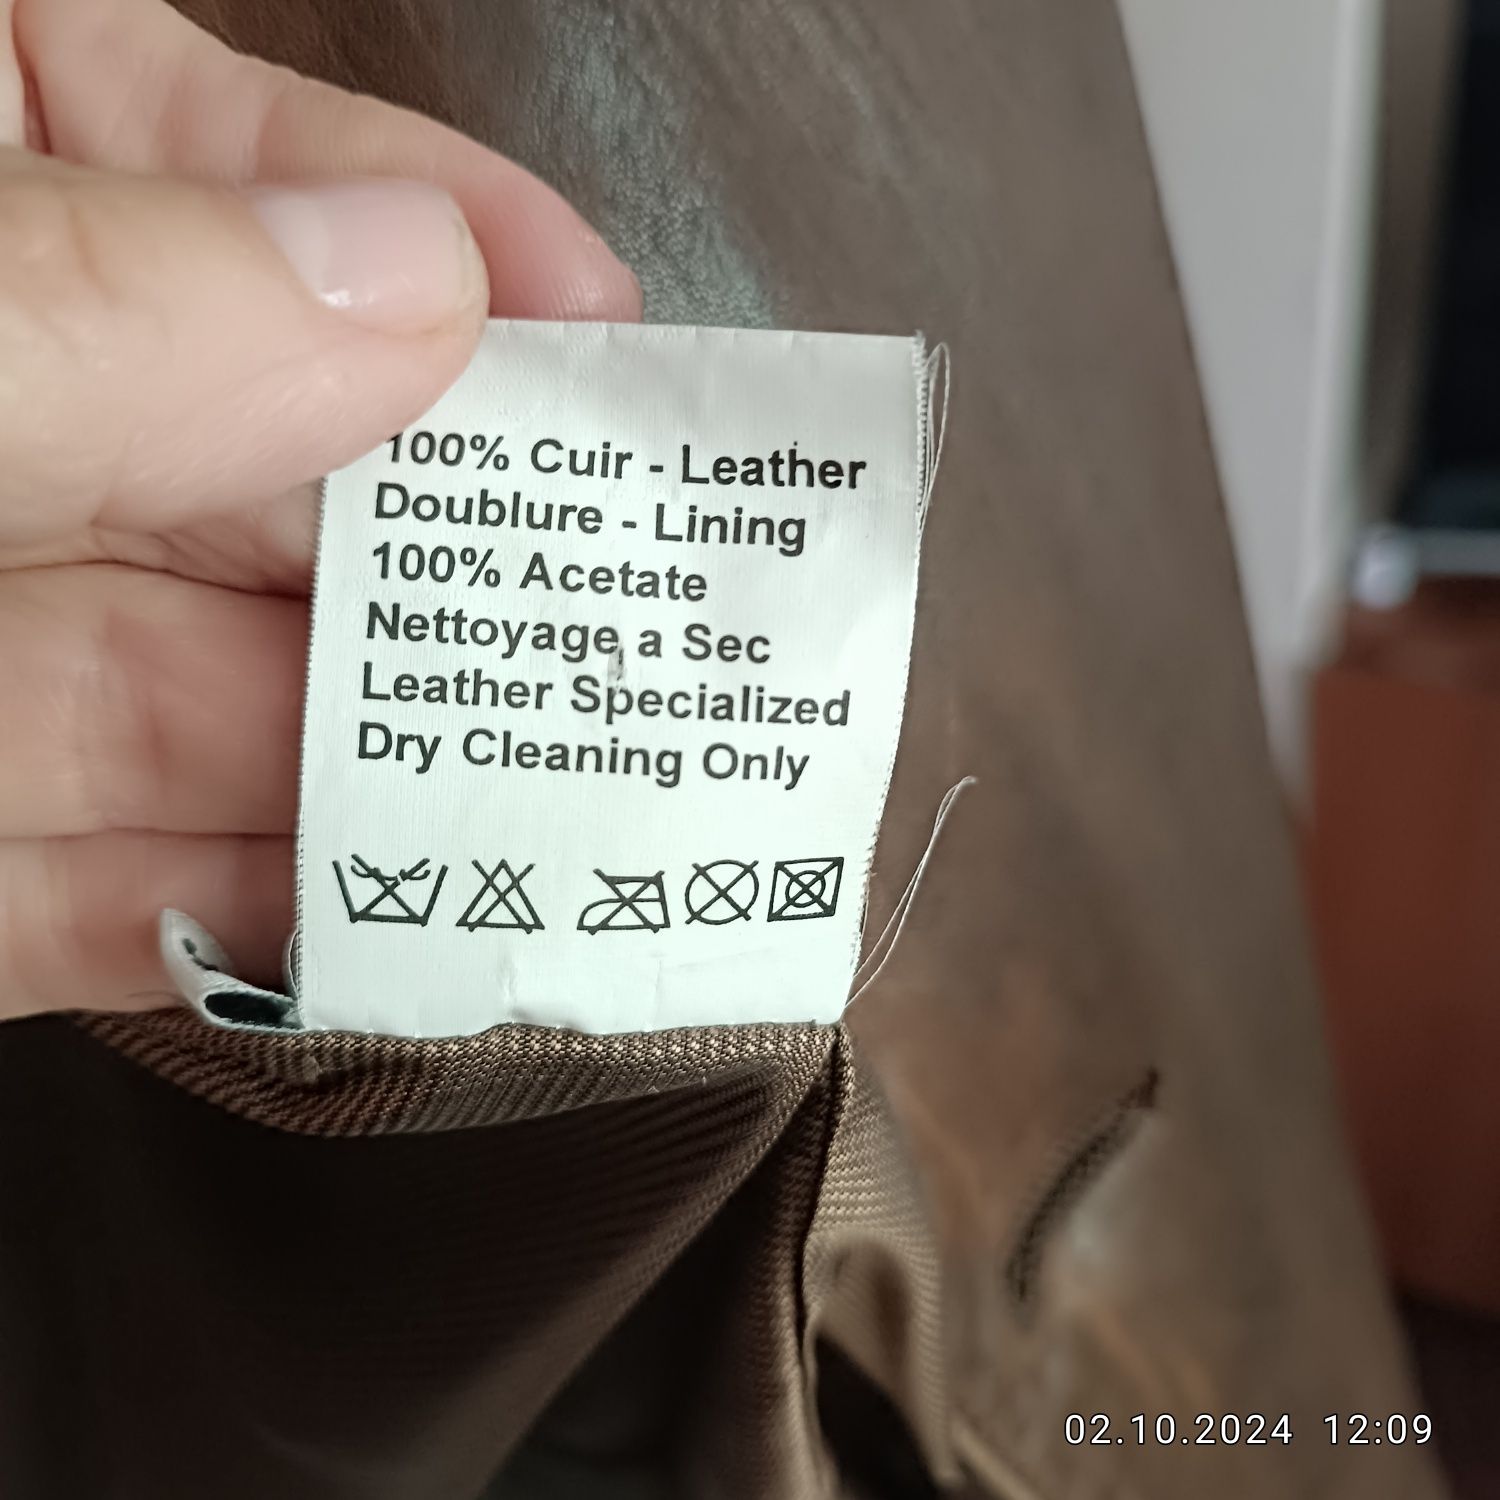 100% Cuir - Leather
Doublure - Lining
100% Acetate
Nettoyage a Sec
Leather Specialized
Dry Cleaning Only
02.10.2024 12:09